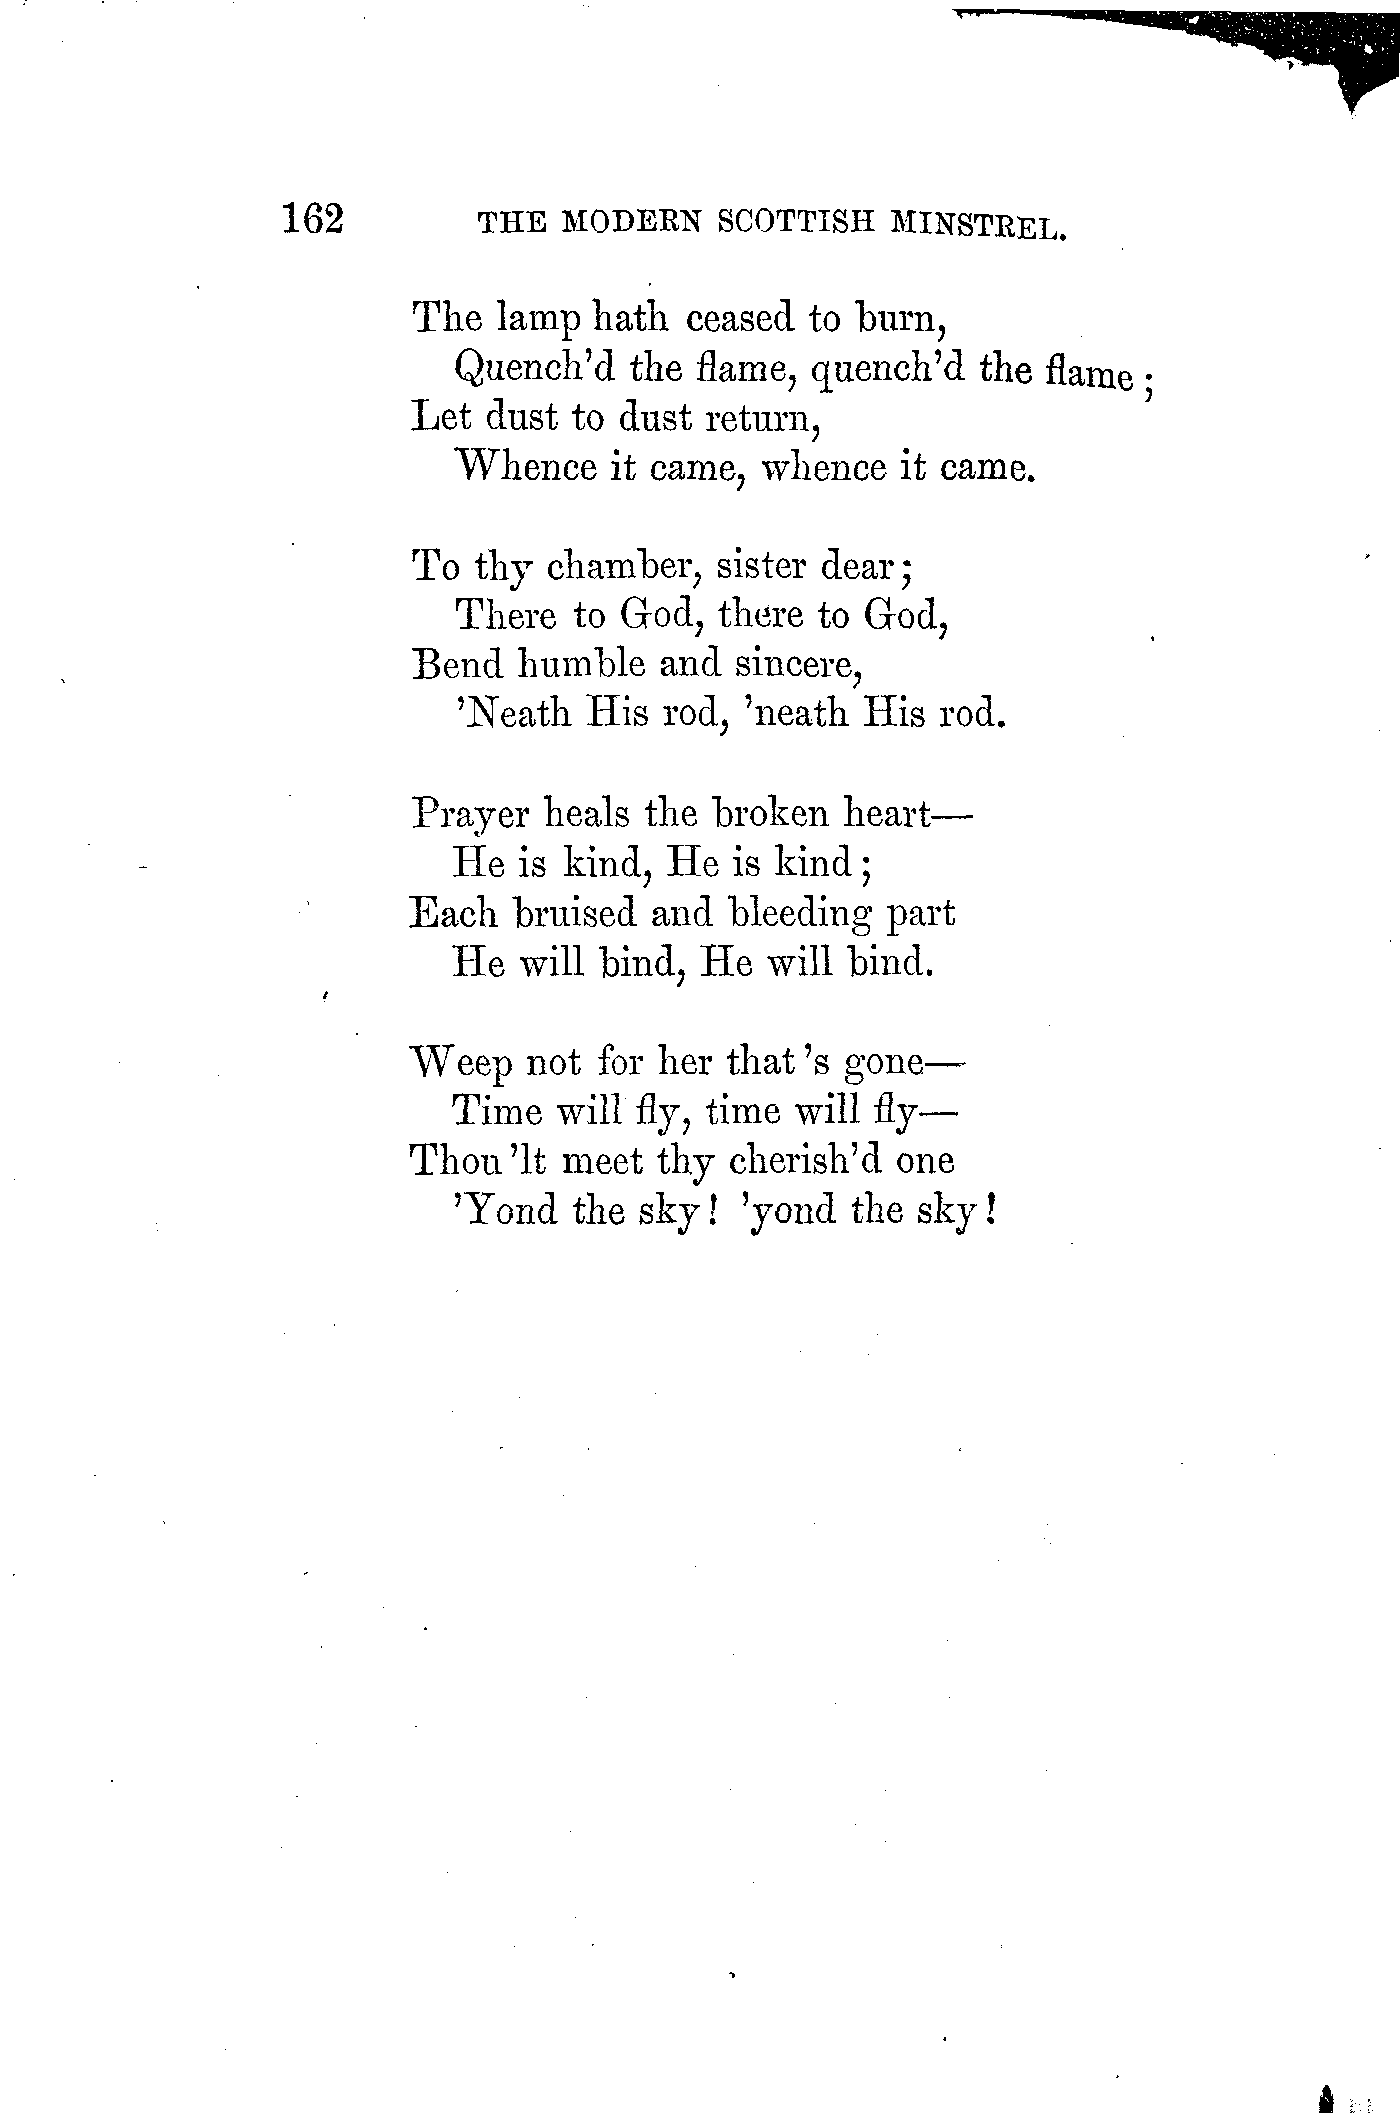 162 THE MODERN SCOTTISH MINSTREL.
The lamp hath ceased to burn,
Quench'd the flame, quench'd the flame;
Let dust to dust return,
Whence it came, whence it came.
To thy chamber, sister dear;
There to God, there to God,
Bend humble and sincere,
'Neath His rod, 'neath His rod.
Prayer heals the broken heart—
He is kind, He is kind;
Each bruised and bleeding part
He will bind, He will bind.
Weep not for her that 's gone—
Time will fly, time will fly—
Thou 'lt meet thy cherish'd one
'Yond the sky! 'yond the sky!